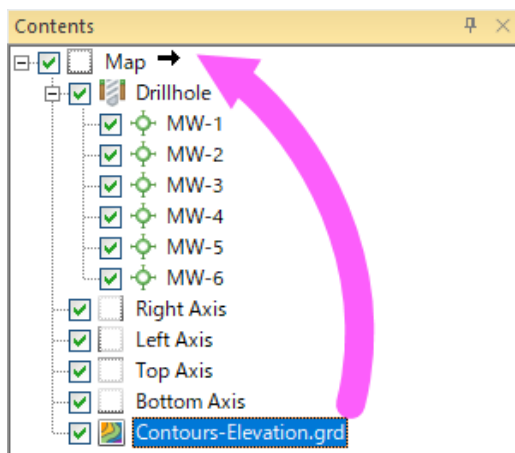 Contents
Map
Drillhole
MW-1
MW-2
MW-3
MW-4
MW-5
MW-6
Right Axis
Left Axis
Top Axis
Bottom Axis
Contours-Elevation.grd